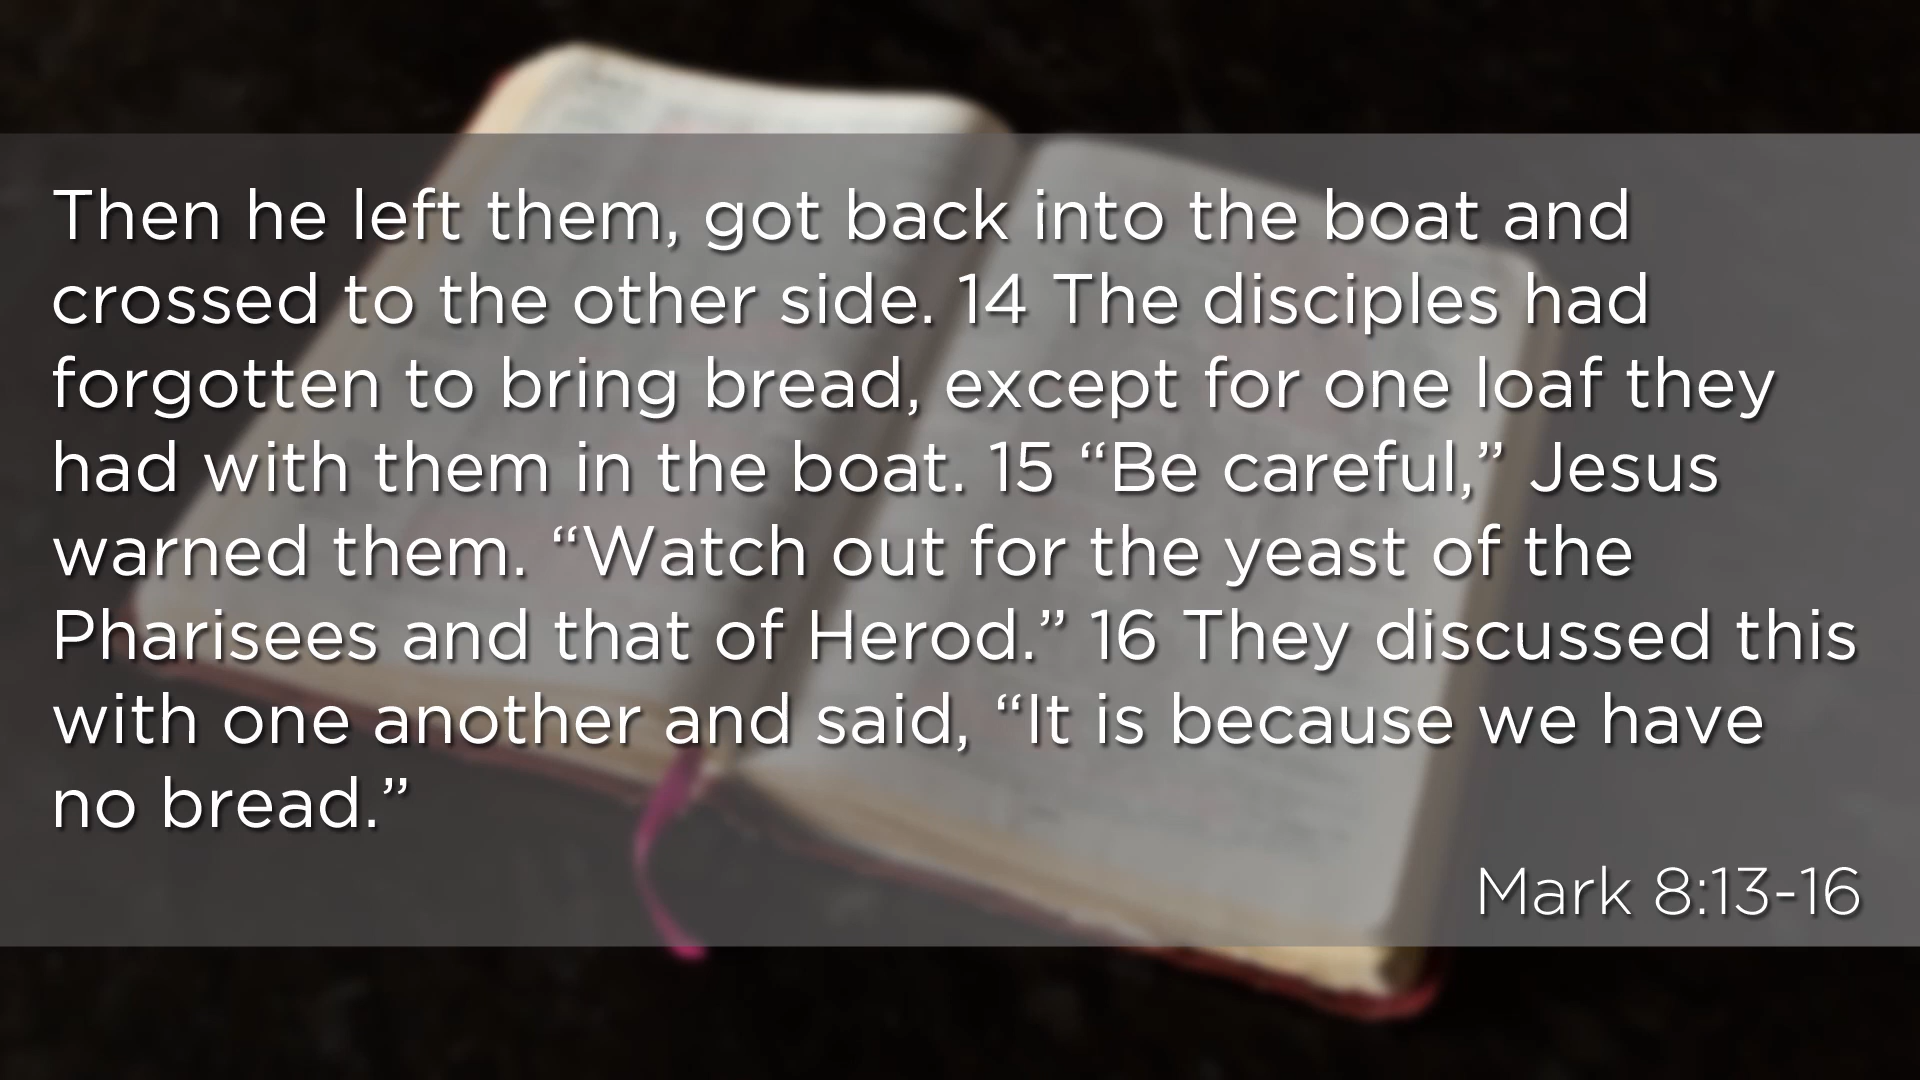 Then he left them, got back into the boat and
crossed to the other side. 14 The disciples had
forgotten to bring bread, except for one loaf they
had with them in the boat. 15 “Be careful,” Jesus
warned them. “Watch out for the yeast of the
Pharisees and that of Herod.” 16 They discussed this
with one another and said, “It is because we have
no bread.”
Mark 8:13-16